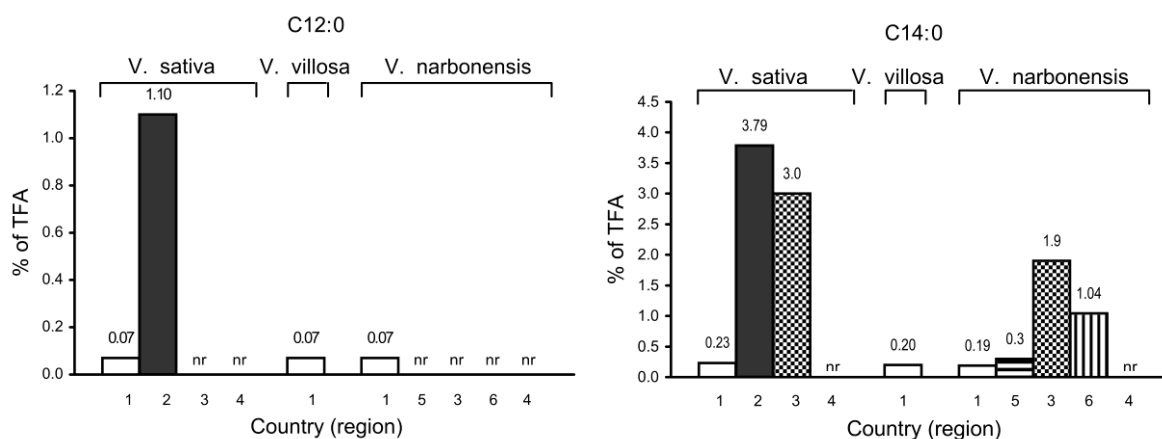 C12:0
V. sativa V. villosa V. narbonensis
% of TFA
1.2
1.0
0.8
0.6
0.4
0.2
0.0
0.07 1.10 nr nr 0.07 0.07 nr nr nr nr
1 2 3 4 1 1 5 3 6 4
Country (region)
C14:0
V. sativa V. villosa V. narbonensis
% of TFA
4.5
4.0
3.5
3.0
2.5
2.0
1.5
1.0
0.5
0.0
0.23 3.79 3.0 nr 0.20 0.19 0.3 1.9 1.04 nr
1 2 3 4 1 1 5 3 6 4
Country (region)